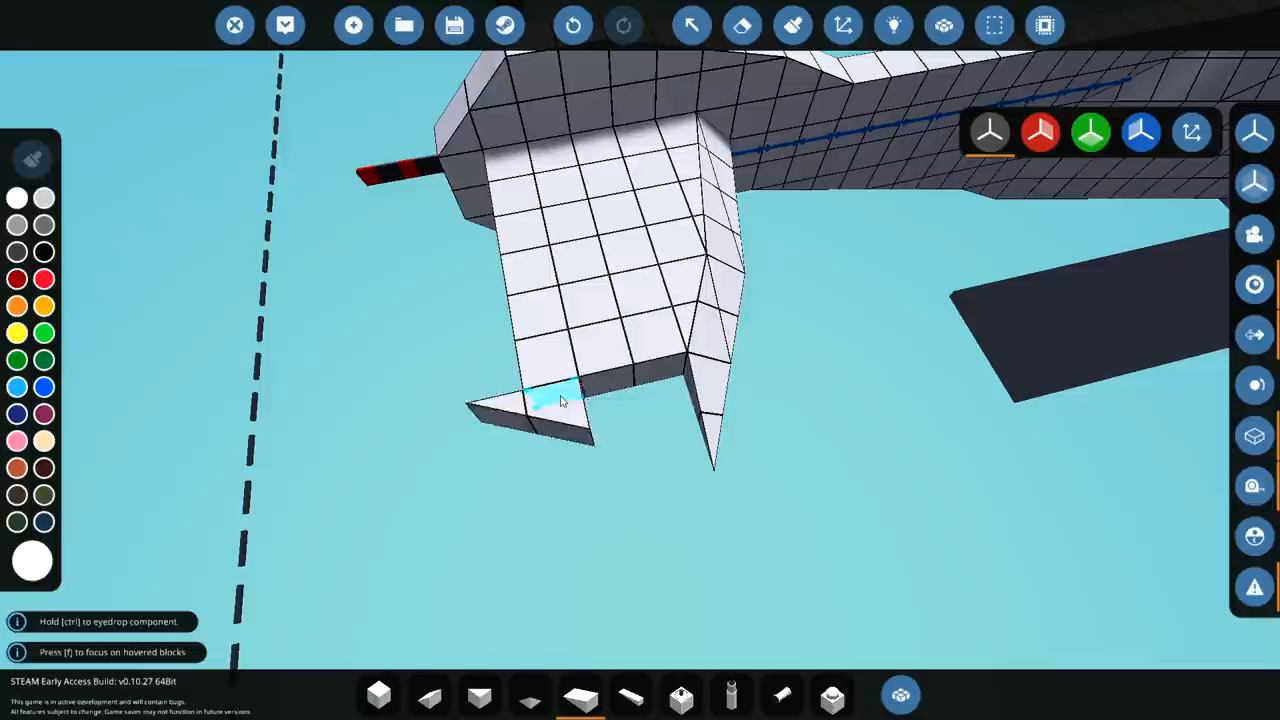 Hold [ctrl] to eyedrop component
Press [f] to focus on hovered blocks
STEAM Early Access Build: v0.10.27 64Bit
This game is in active development and will contain bugs.
All features subject to change. Game saves may not function in future versions.